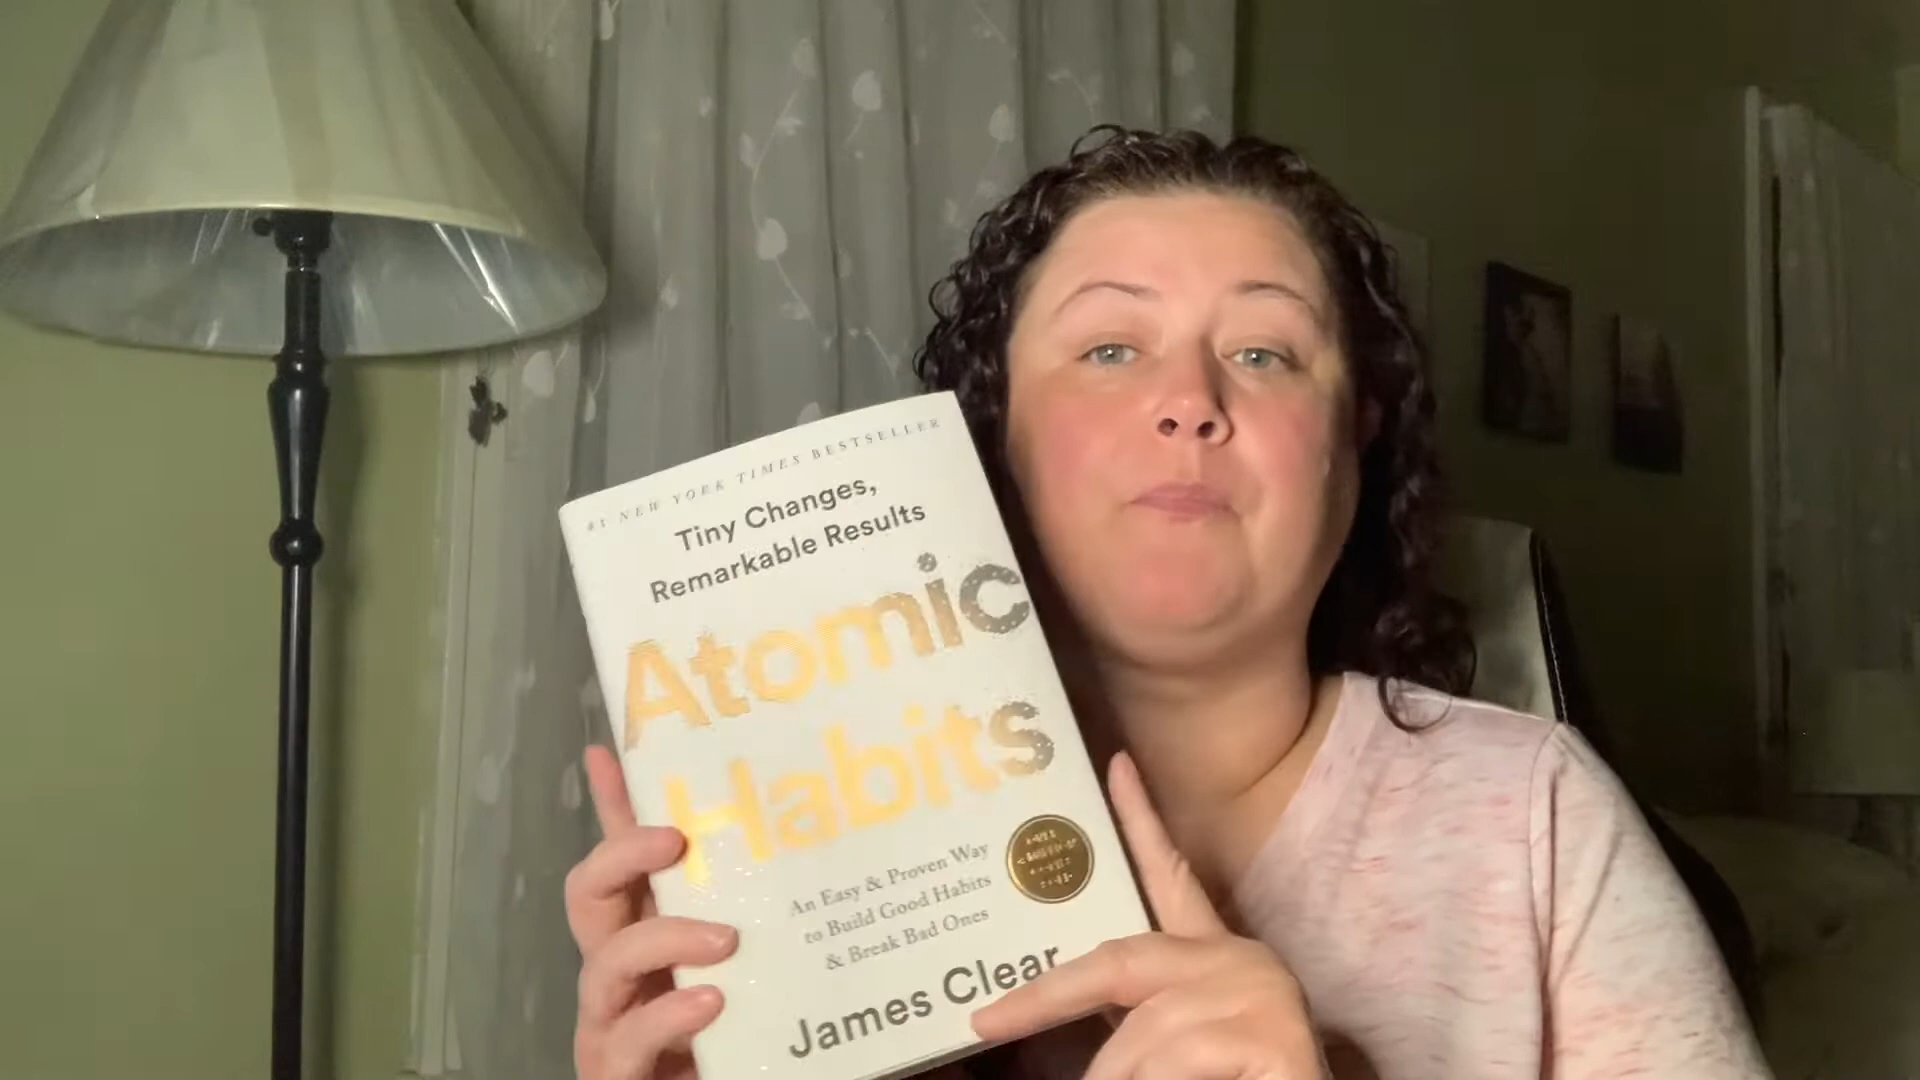 #1 NEW YORK TIMES BESTSELLER
Tiny Changes,
Remarkable Results
Atomic
Habits
An Easy & Proven Way
to Build Good Habits
& Break Bad Ones
James Clear